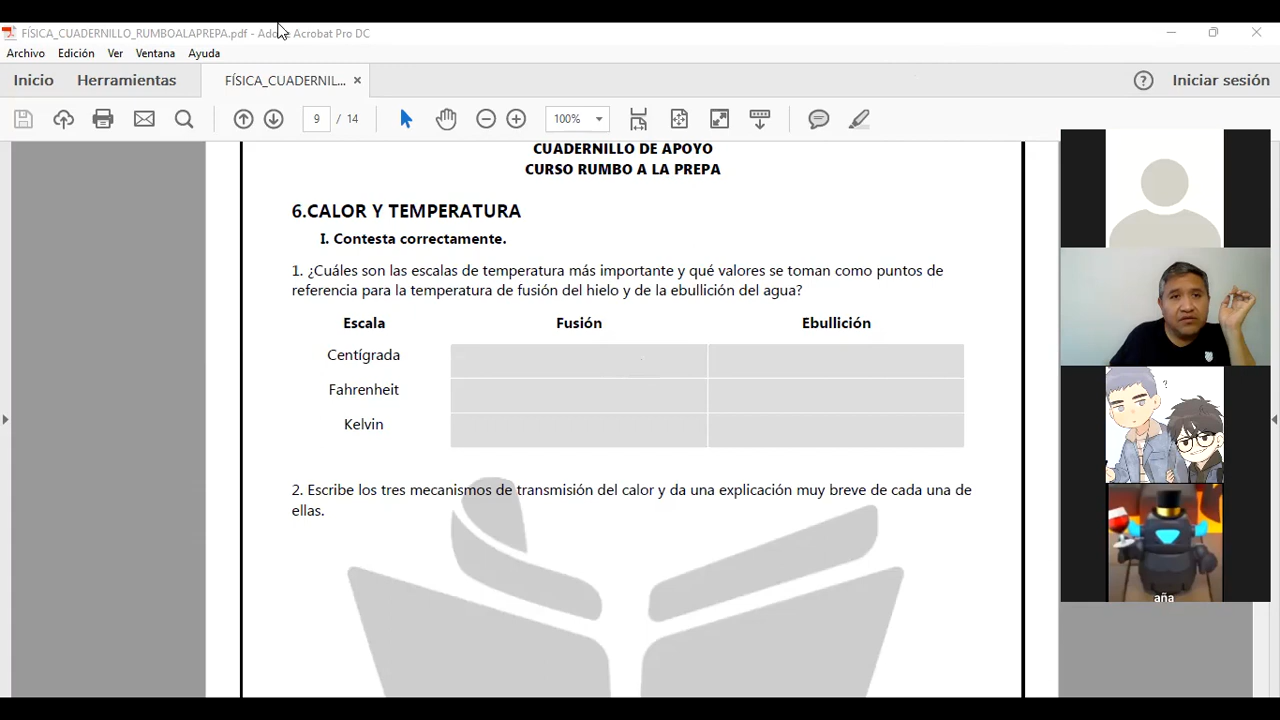 FÍSICA_CUADERNILLO_RUMBOALAPREPA.pdf - Adobe Acrobat Pro DC
Archivo Edición Ver Ventana Ayuda
Inicio Herramientas FÍSICA_CUADERNIL... × ? Iniciar sesión
9 / 14 100%
CUADERNILLO DE APOYO
CURSO RUMBO A LA PREPA
6.CALOR Y TEMPERATURA
I. Contesta correctamente.
1. ¿Cuáles son las escalas de temperatura más importante y qué valores se toman como puntos de
referencia para la temperatura de fusión del hielo y de la ebullición del agua?
Escala Fusión Ebullición
Centígrada
Fahrenheit
Kelvin
2. Escribe los tres mecanismos de transmisión del calor y da una explicación muy breve de cada una de
ellas.
aña